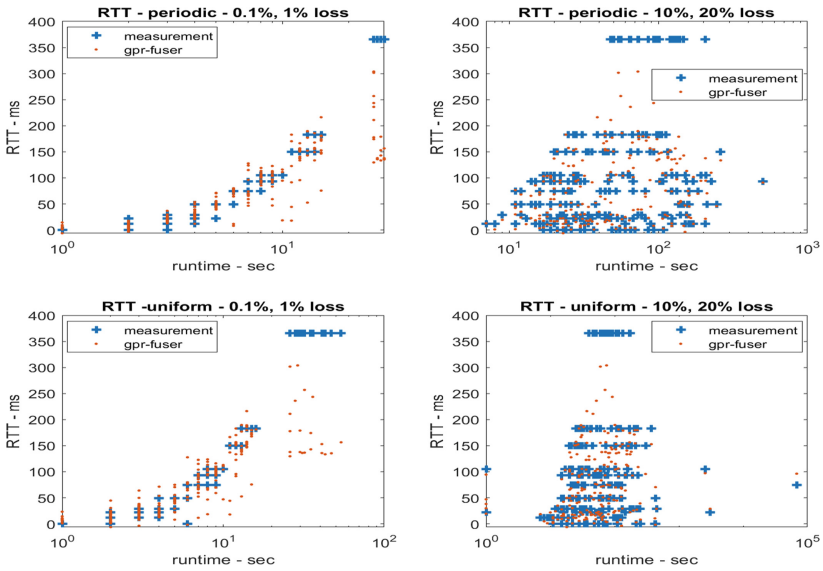 RTT - periodic - 0.1%, 1% loss
400
350
300
250
200
150
100
50
0
RTT - ms
measurement
gpr-fuser
10^0
10^1
runtime - sec
RTT - periodic - 10%, 20% loss
400
350
300
250
200
150
100
50
0
RTT - ms
measurement
gpr-fuser
10^1
10^2
10^3
runtime - sec
RTT -uniform - 0.1%, 1% loss
400
350
300
250
200
150
100
50
0
RTT - ms
measurement
gpr-fuser
10^0
10^1
10^2
runtime - sec
RTT - uniform - 10%, 20% loss
400
350
300
250
200
150
100
50
0
RTT - ms
measurement
gpr-fuser
10^0
10^5
runtime - sec